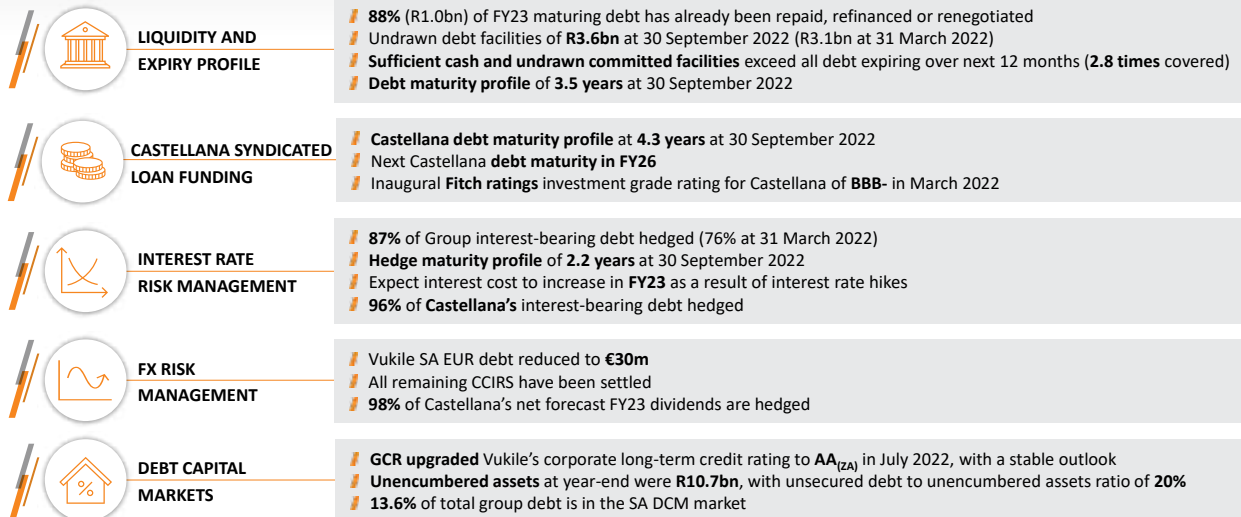 LIQUIDITY AND
EXPIRY PROFILE
88% (R1.0bn) of FY23 maturing debt has already been repaid, refinanced or renegotiated
Undrawn debt facilities of R3.6bn at 30 September 2022 (R3.1bn at 31 March 2022)
Sufficient cash and undrawn committed facilities exceed all debt expiring over next 12 months (2.8 times covered)
Debt maturity profile of 3.5 years at 30 September 2022
CASTELLANA SYNDICATED
LOAN FUNDING
Castellana debt maturity profile at 4.3 years at 30 September 2022
Next Castellana debt maturity in FY26
Inaugural Fitch ratings investment grade rating for Castellana of BBB- in March 2022
INTEREST RATE
RISK MANAGEMENT
87% of Group interest-bearing debt hedged (76% at 31 March 2022)
Hedge maturity profile of 2.2 years at 30 September 2022
Expect interest cost to increase in FY23 as a result of interest rate hikes
96% of Castellana's interest-bearing debt hedged
FX RISK
MANAGEMENT
Vukile SA EUR debt reduced to €30m
All remaining CCIRS have been settled
98% of Castellana's net forecast FY23 dividends are hedged
DEBT CAPITAL
MARKETS
%
GCR upgraded Vukile's corporate long-term credit rating to AA(ZA) in July 2022, with a stable outlook
Unencumbered assets at year-end were R10.7bn, with unsecured debt to unencumbered assets ratio of 20%
13.6% of total group debt is in the SA DCM market